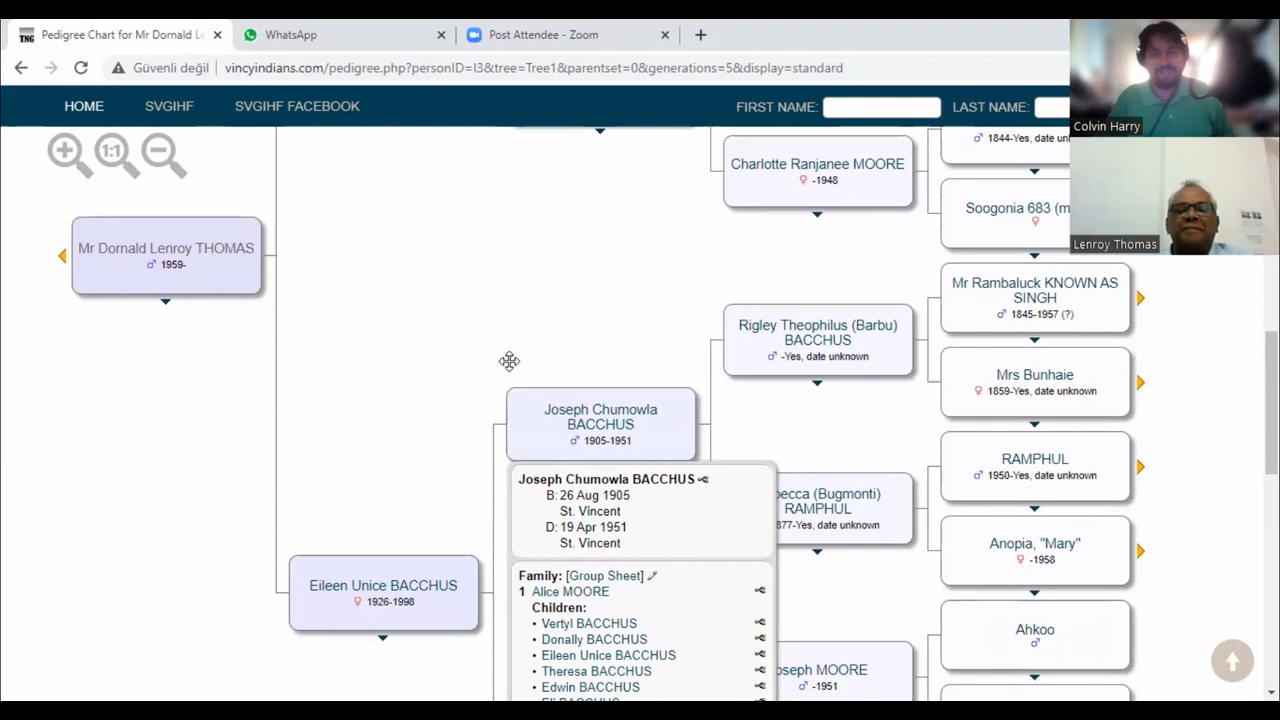 TNG Pedigree Chart for Mr Dornald Le
WhatsApp
Post Attendee - Zoom
Güvenli değil
vincyindians.com/pedigree.php?personID=I3&tree=Tree1&parentset=0&generations=5&display=standard
HOME
SVGIHF
SVGIHF FACEBOOK
FIRST NAME:
LAST NAME:
Colvin Harry
Lenroy Thomas
1:1
Mr Dornald Lenroy THOMAS
♂ 1959-
Eileen Unice BACCHUS
♀ 1926-1998
Joseph Chumowla
BACCHUS
♂ 1905-1951
Joseph Chumowla BACCHUS
B: 26 Aug 1905
St. Vincent
D: 19 Apr 1951
St. Vincent
Family: [Group Sheet]
1 Alice MOORE
Children:
• Vertyl BACCHUS
• Donally BACCHUS
• Eileen Unice BACCHUS
• Theresa BACCHUS
• Edwin BACCHUS
Charlotte Ranjanee MOORE
♀ -1948
Rigley Theophilus (Barbu)
BACCHUS
♂ -Yes, date unknown
becca (Bugmonti)
RAMPHUL
877-Yes, date unknown
oseph MOORE
♂ -1951
♂ 1844-Yes, date un
Soogonia 683 (m
♀
Mr Rambaluck KNOWN AS
SINGH
♂ 1845-1957 (?)
Mrs Bunhaie
♀ 1859-Yes, date unknown
RAMPHUL
♂ 1950-Yes, date unknown
Anopia, "Mary"
♀ -1958
Ahkoo
♂